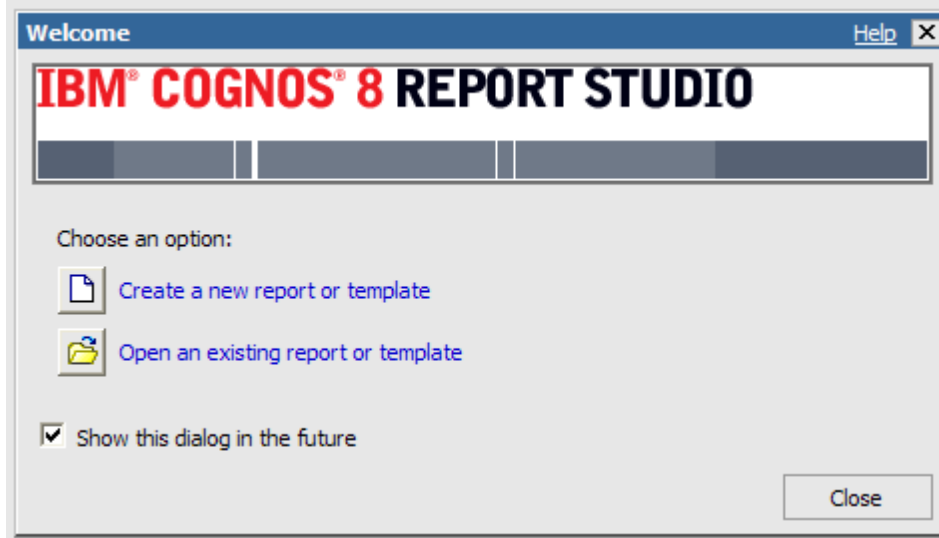 Welcome Help
IBM® COGNOS® 8 REPORT STUDIO
Choose an option:
Create a new report or template
Open an existing report or template
Show this dialog in the future
Close